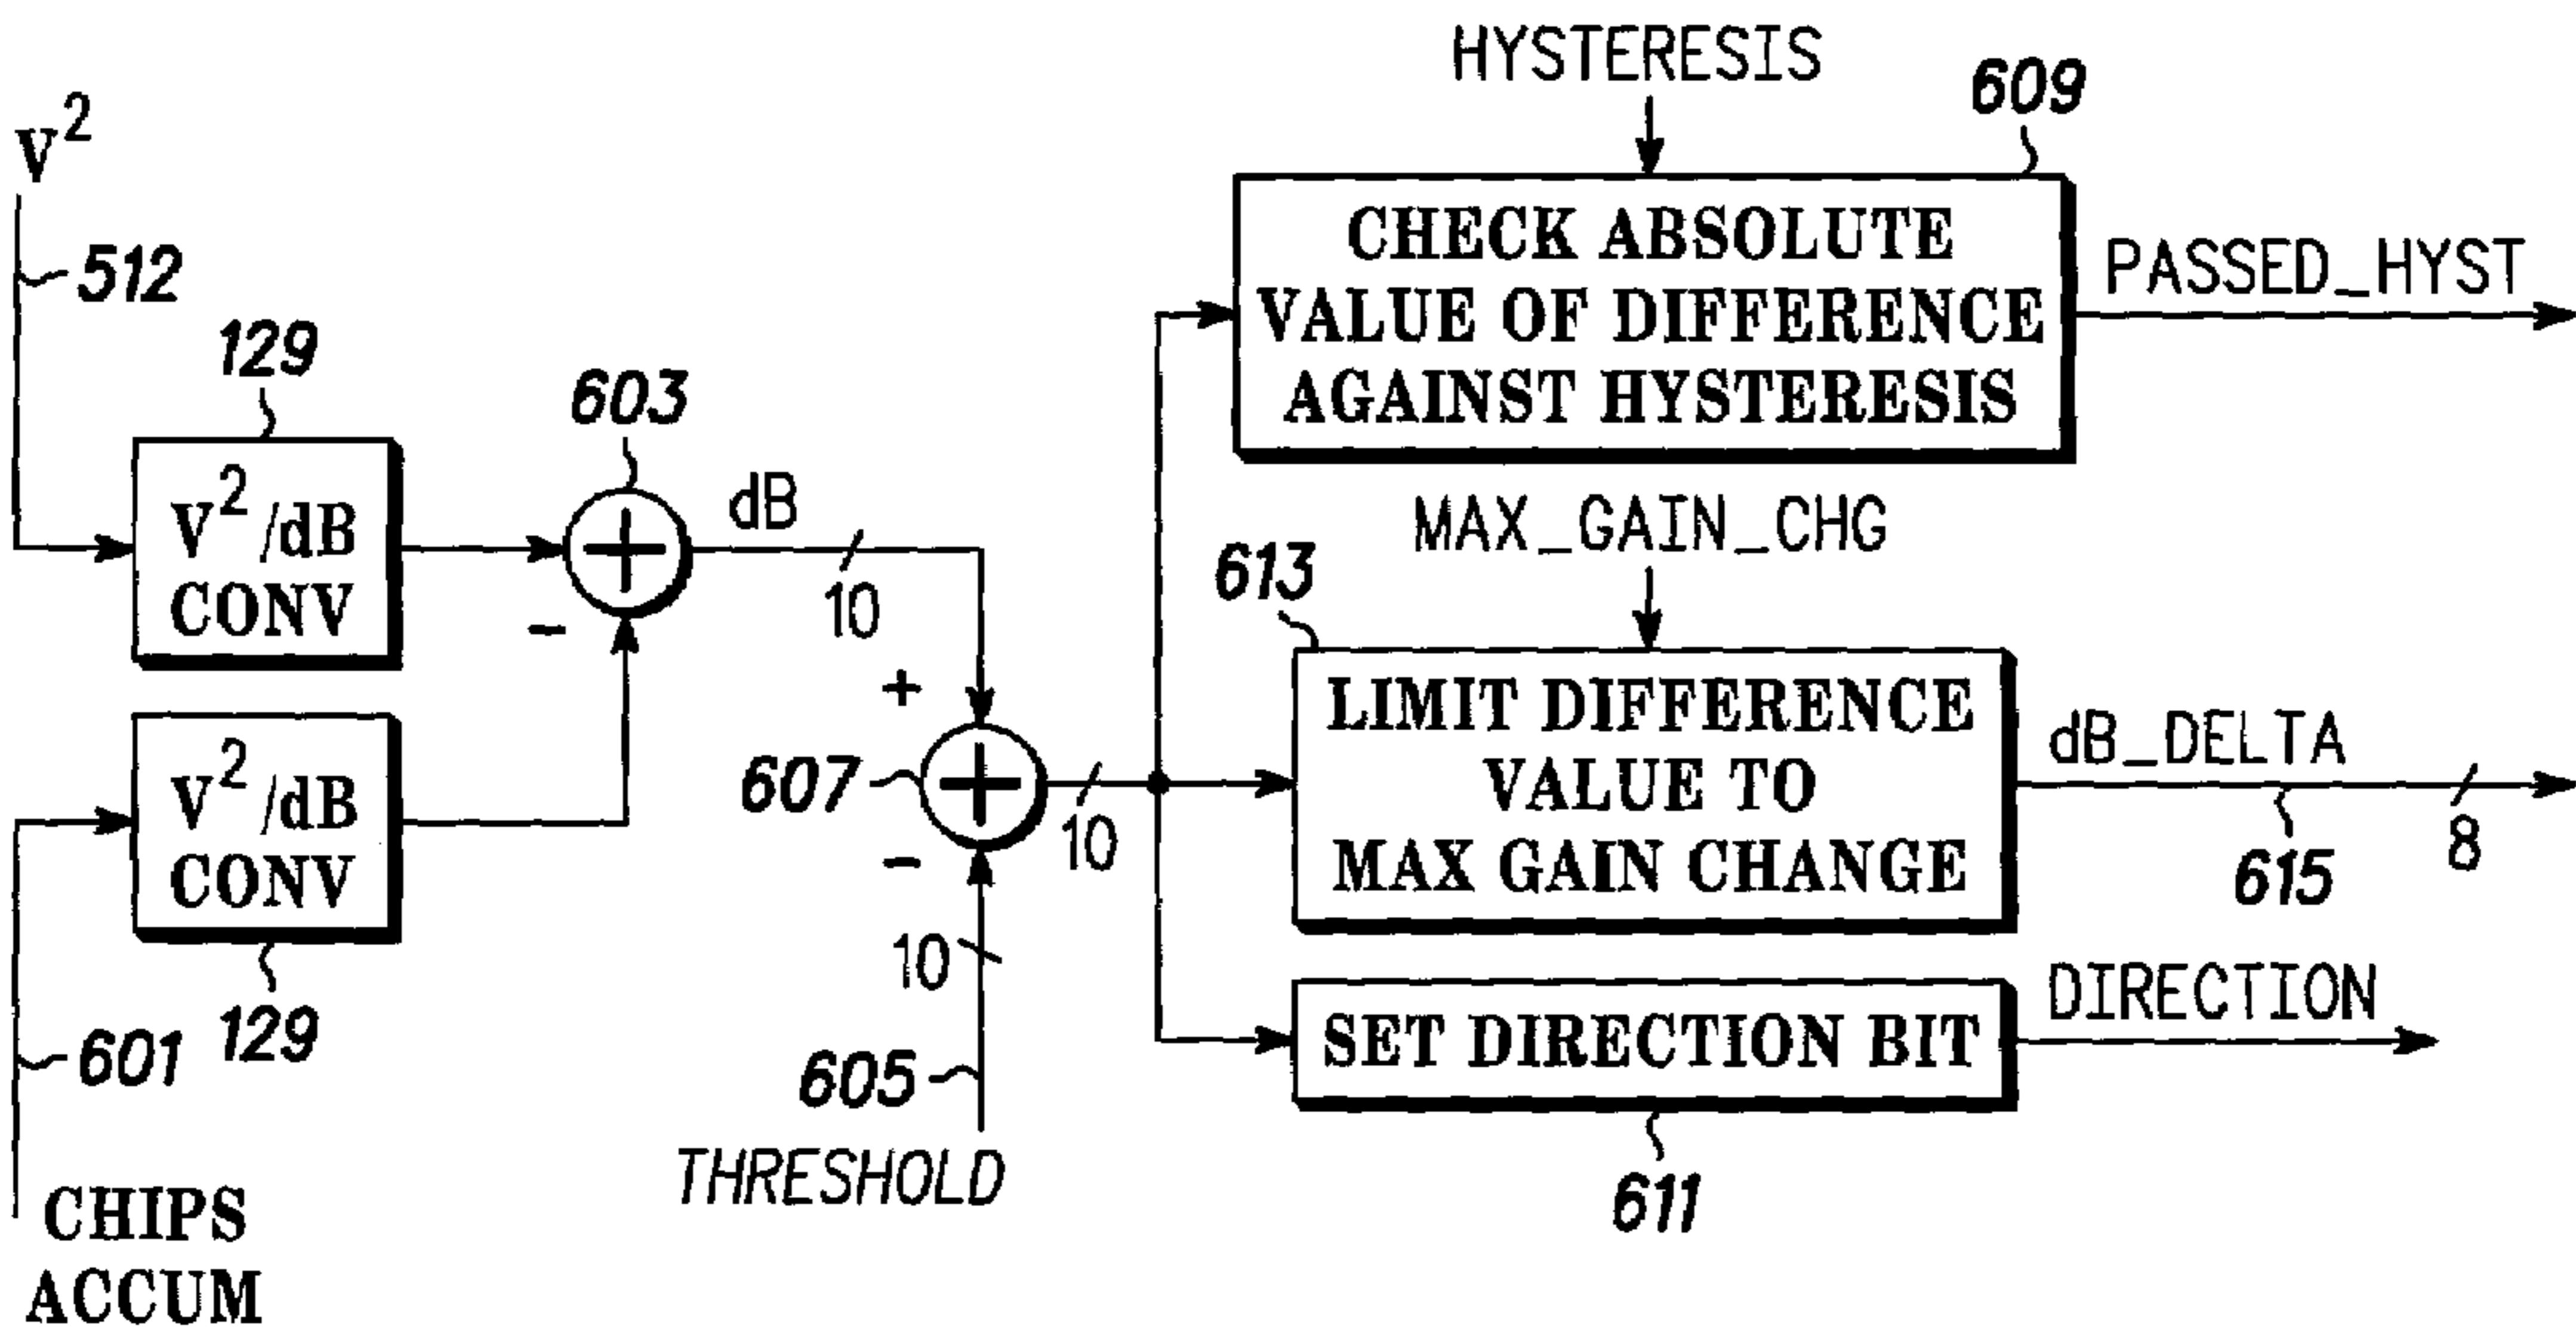 V²
512
129
V²/dB
CONV
603
-
dB
10
V²/dB
CONV
129
601
CHIPS
ACCUM
+
607
-
10
10
605
THRESHOLD
HYSTERESIS
609
CHECK ABSOLUTE
VALUE OF DIFFERENCE
AGAINST HYSTERESIS
PASSED_HYST
MAX_GAIN_CHG
613
LIMIT DIFFERENCE
VALUE TO
MAX GAIN CHANGE
dB_DELTA
615
8
SET DIRECTION BIT
DIRECTION
611